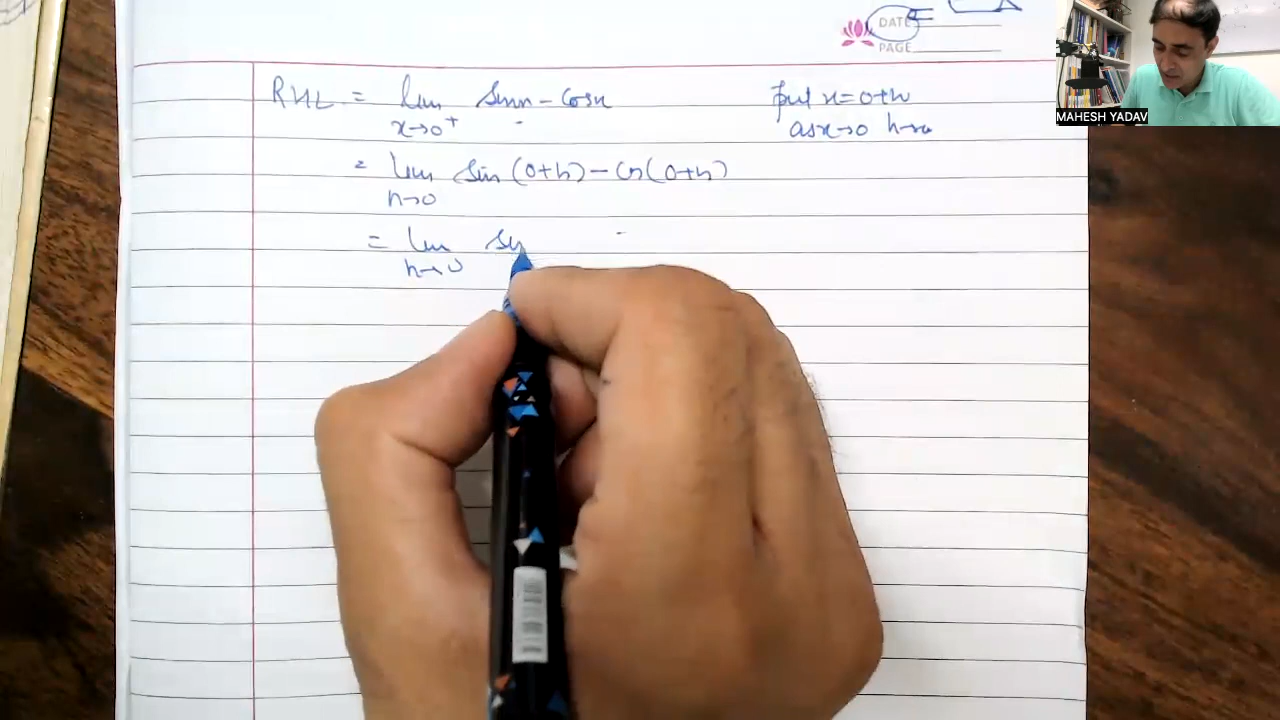 DATE
PAGE
RHL = lim sinx - cosx put x = 0+h
x→0+ as x→0 h→0
= lim sin (0+h) - cos(0+h)
h→0
= lim si
h→0
MAHESH YADAV